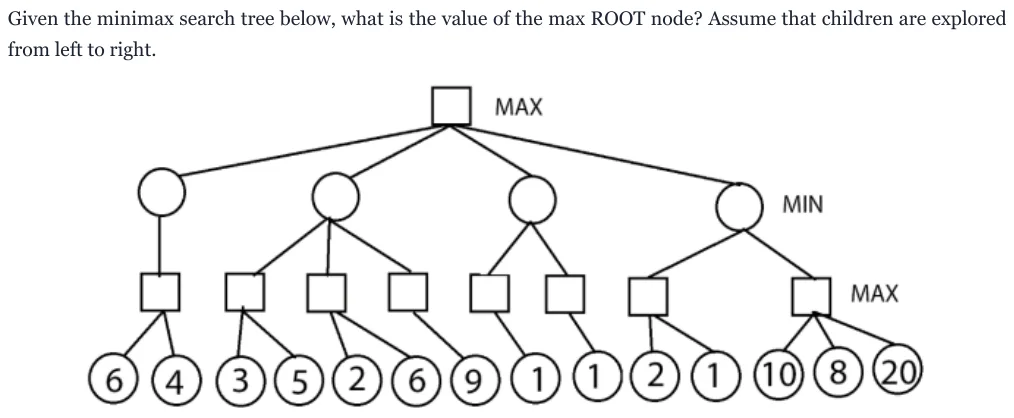 Given the minimax search tree below, what is the value of the max ROOT node? Assume that children are explored
from left to right.
MAX
MIN
MAX
6 4 3 5 2 6 9 1 1 2 1 10 8 20